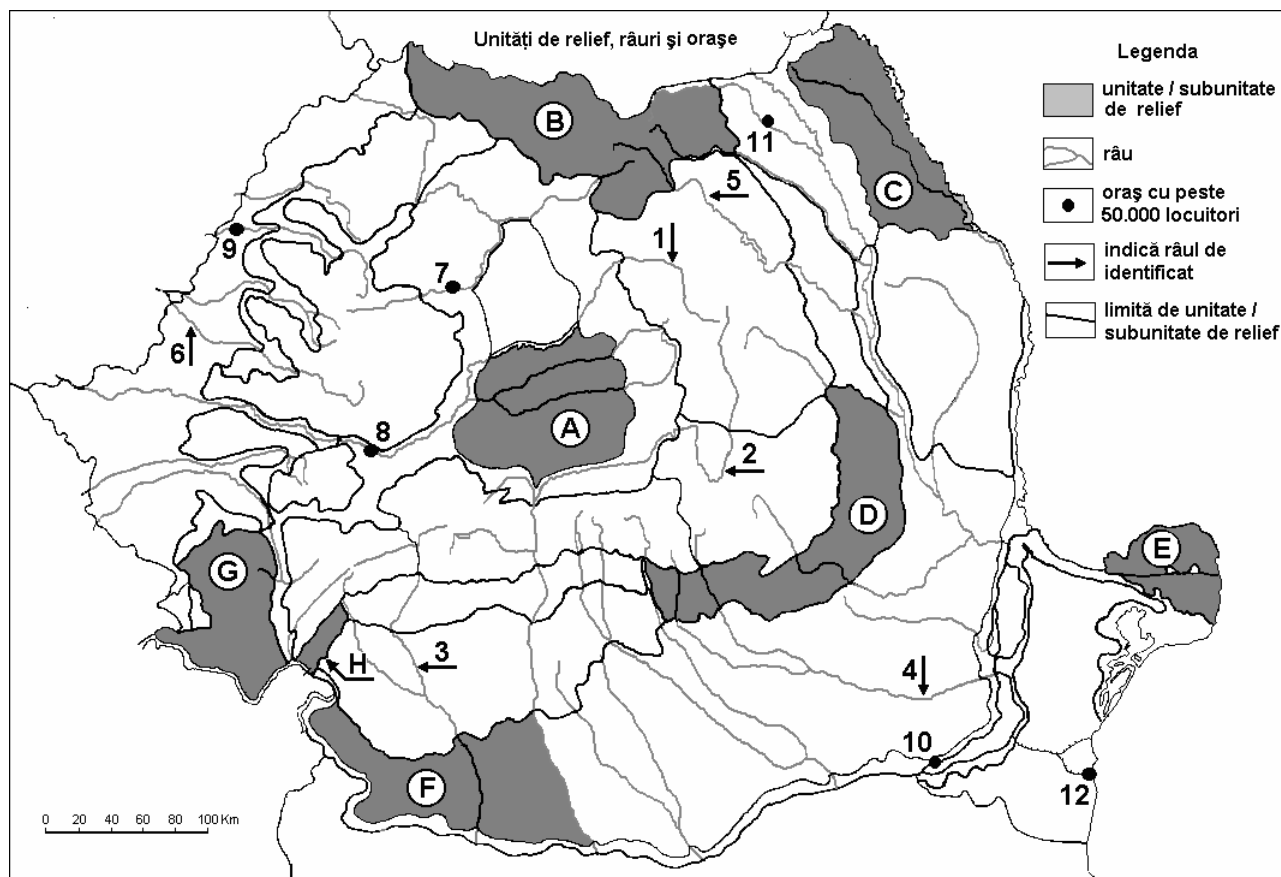 Unităţi de relief, râuri şi oraşe
Legenda
unitate / subunitate
de relief
râu
oraş cu peste
50.000 locuitori
indică râul de
identificat
limită de unitate /
subunitate de relief
B
11
C
5
1
9
7
6
A
8
2
D
G
E
H
3
4
10
F
12
0 20 40 60 80 100 Km